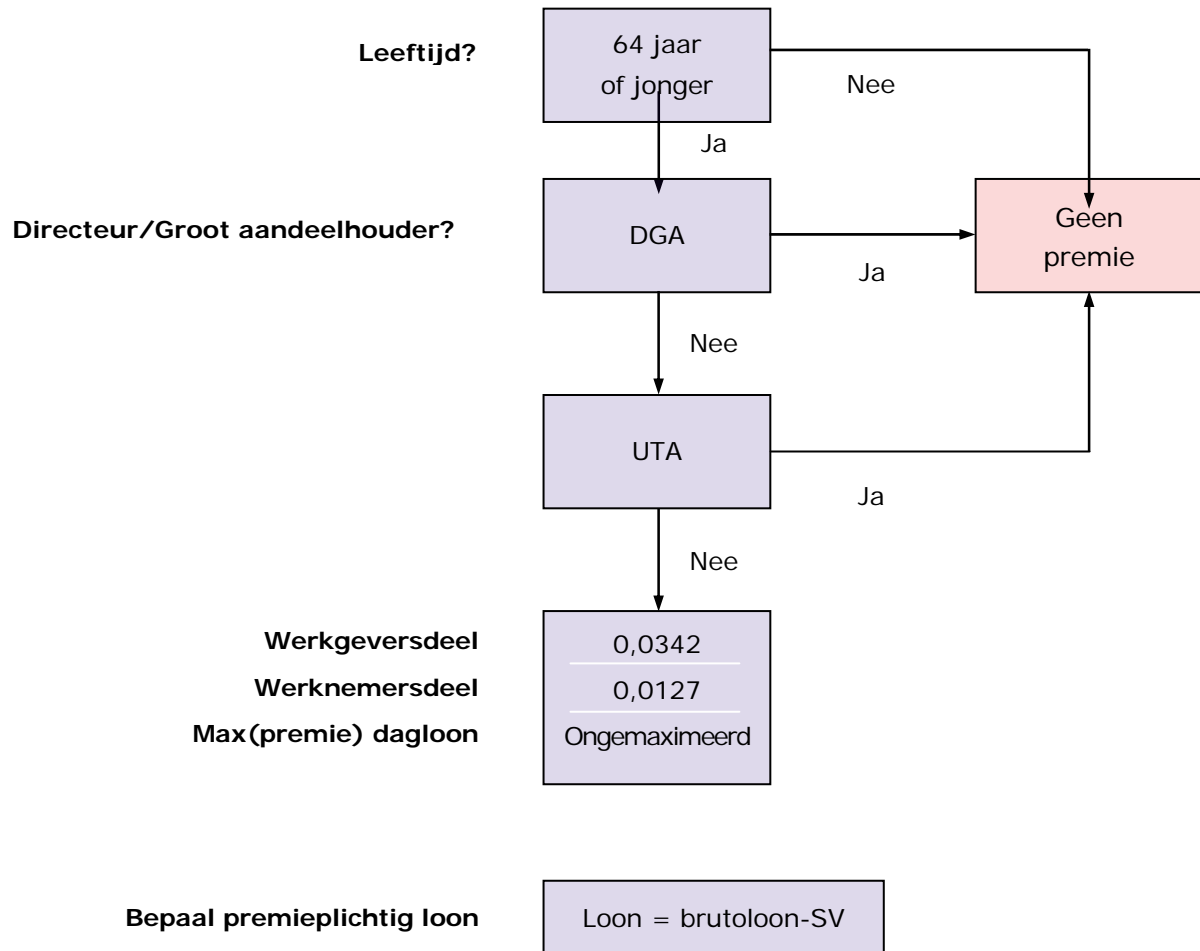 Leeftijd?
64 jaar
of jonger
Nee
Ja
Directeur/Groot aandeelhouder?
DGA
Ja
Geen
premie
Nee
UTA
Ja
Nee
Werkgeversdeel
0,0342
Werknemersdeel
0,0127
Max(premie) dagloon
Ongemaximeerd
Bepaal premieplichtig loon
Loon = brutoloon-SV